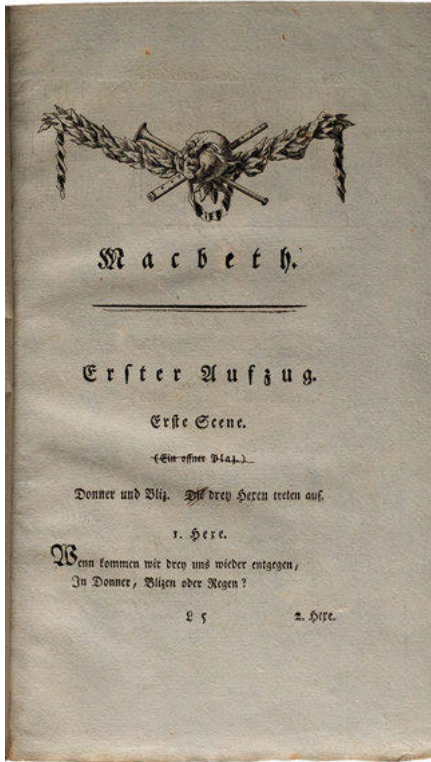 Macbeth.
Erster Aufzug.
Erste Scene.
(Ein offner Plaz.)
Donner und Bliz. Die drey Hexen treten auf.
1. Hexe.
Wenn kommen wir drey uns wieder entgegen,
In Donner, Blizen oder Regen?
L 5 2. Hexe.